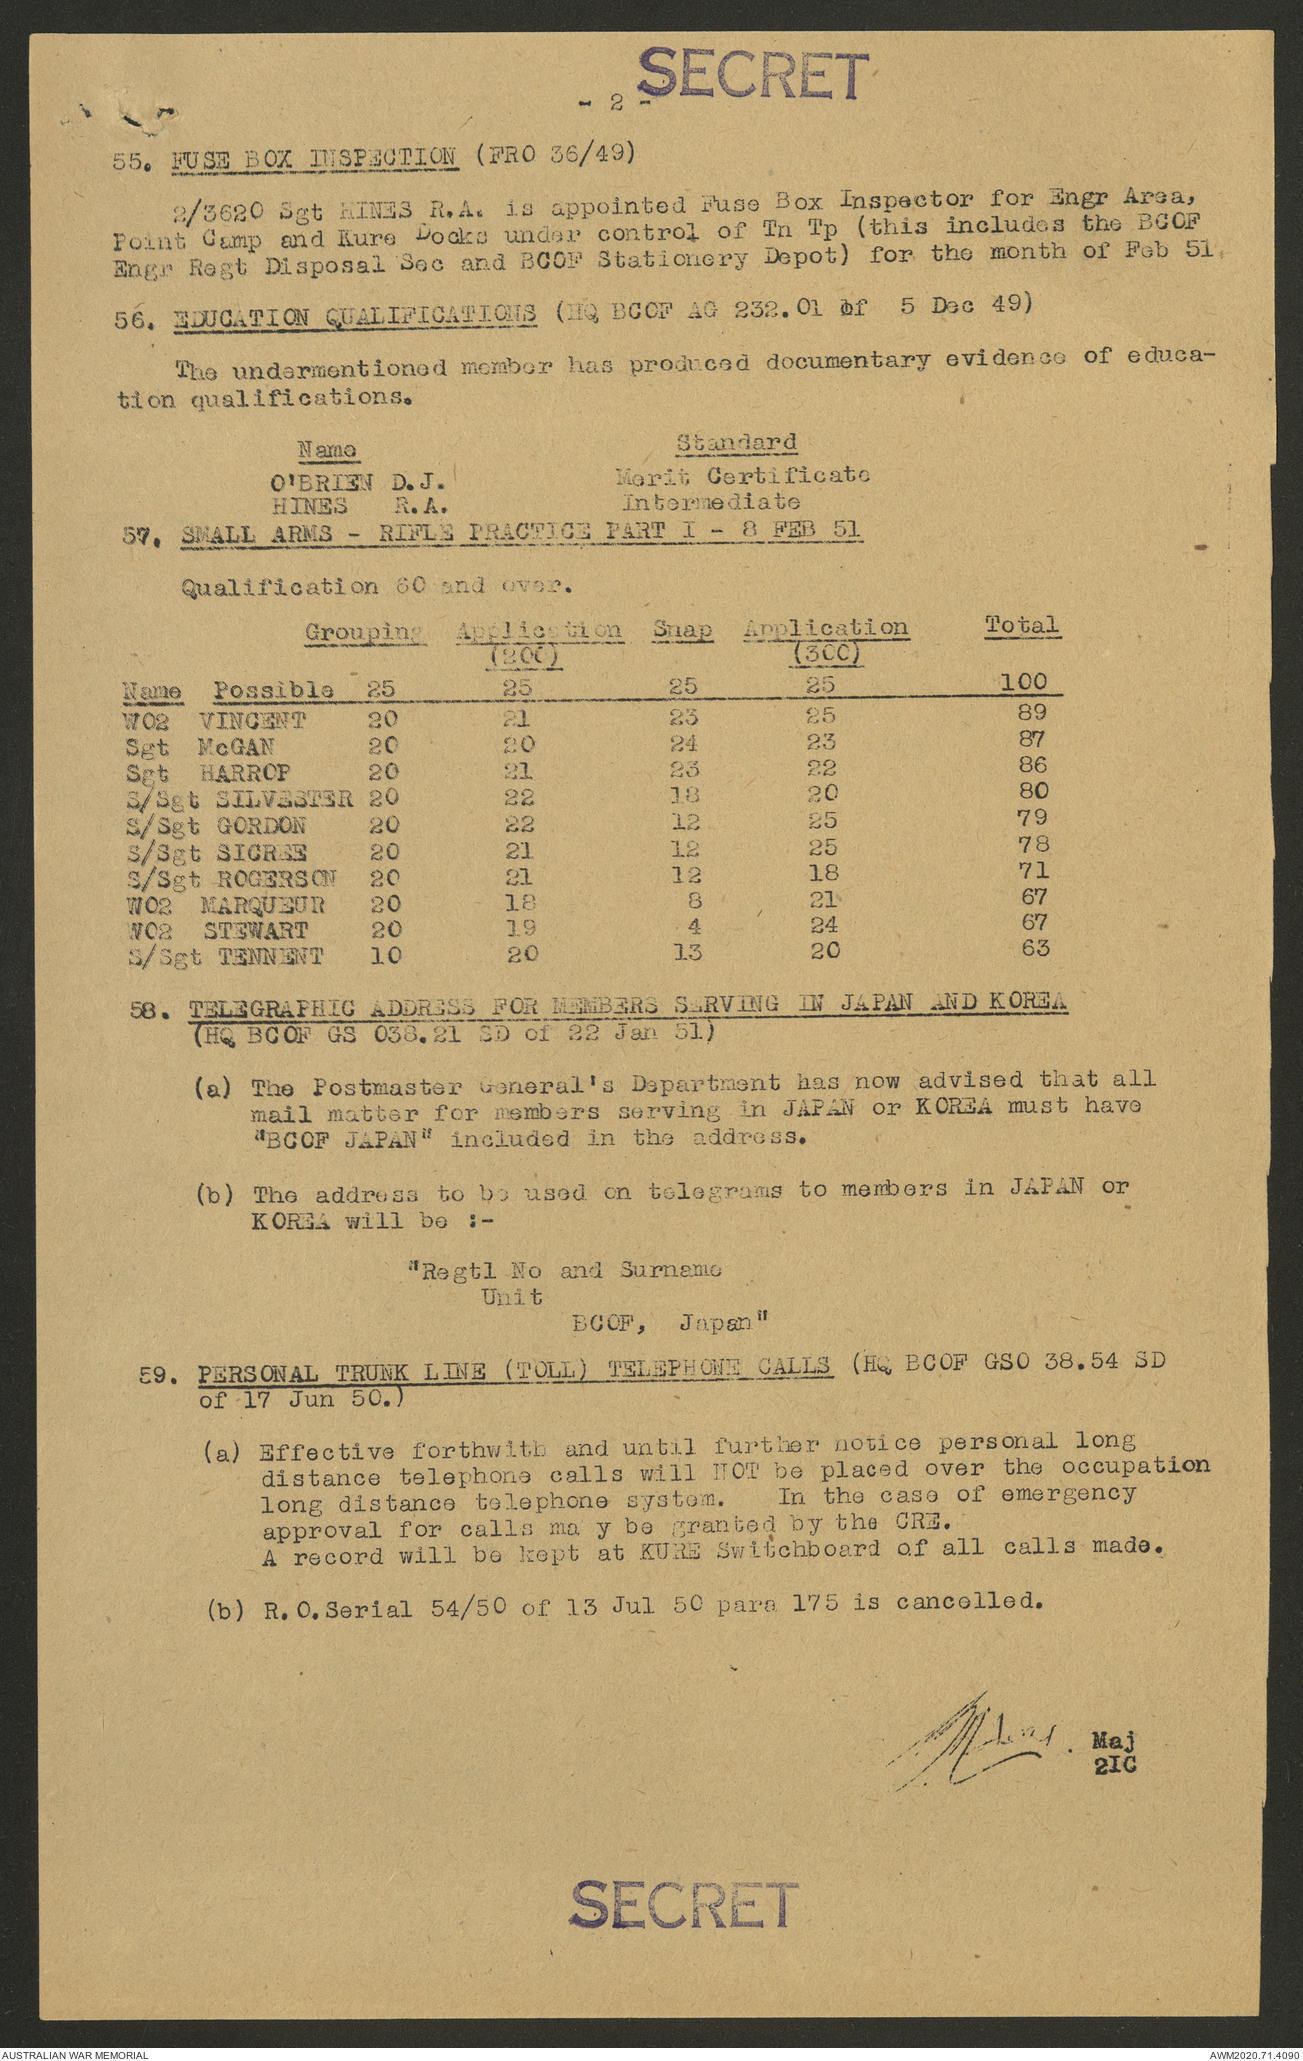 SECRET
- 2 -
55. FUSE BOX INSPECTION (FRO 36/49)
2/3620 Sgt HINES R.A. is appointed Fuse Box Inspector for Engr Area,
Point Camp and Kure Docks under control of Tn Tp (this includes the BCOF
Engr Regt Disposal Sec and BCOF Stationery Depot) for the month of Feb 51.
56. EDUCATION QUALIFICATIONS (HQ BCOF AG 232.01 of 5 Dec 49)
The undermentioned member has produced documentary evidence of educa-
tion qualifications.
Name Standard
O'BRIEN D.J. Merit Certificate
HINES R.A. Intermediate
57. SMALL ARMS - RIFLE PRACTICE PART I - 8 FEB 51
Qualification 60 and over.
Grouping Application Snap Application Total
(200) (300)
Name Possible 25 25 25 25 100
WO2 VINCENT 20 21 23 25 89
Sgt McGAN 20 20 24 23 87
Sgt HARROP 20 21 23 22 86
S/Sgt SILVESTER 20 22 18 20 80
S/Sgt GORDON 20 22 12 25 79
S/Sgt SICREE 20 21 12 25 78
S/Sgt ROGERSON 20 21 12 18 71
WO2 MARQUEUR 20 18 8 21 67
WO2 STEWART 20 19 4 24 67
S/Sgt TENNENT 10 20 13 20 63
58. TELEGRAPHIC ADDRESS FOR MEMBERS SERVING IN JAPAN AND KOREA
(HQ BCOF GS 038.21 SD of 22 Jan 51)
(a) The Postmaster General's Department has now advised that all
mail matter for members serving in JAPAN or KOREA must have
"BCOF JAPAN" included in the address.
(b) The address to be used on telegrams to members in JAPAN or
KOREA will be :-
"Regtl No and Surname
Unit
BCOF, Japan"
59. PERSONAL TRUNK LINE (TOLL) TELEPHONE CALLS (HQ BCOF GSO 38.54 SD
of 17 Jun 50.)
(a) Effective forthwith and until further notice personal long
distance telephone calls will NOT be placed over the occupation
long distance telephone system. In the case of emergency
approval for calls ma y be granted by the CRE.
A record will be kept at KURE Switchboard of all calls made.
(b) R.O.Serial 54/50 of 13 Jul 50 para 175 is cancelled.
Maj
2IC
SECRET
AUSTRALIAN WAR MEMORIAL AWM2020.71.4090